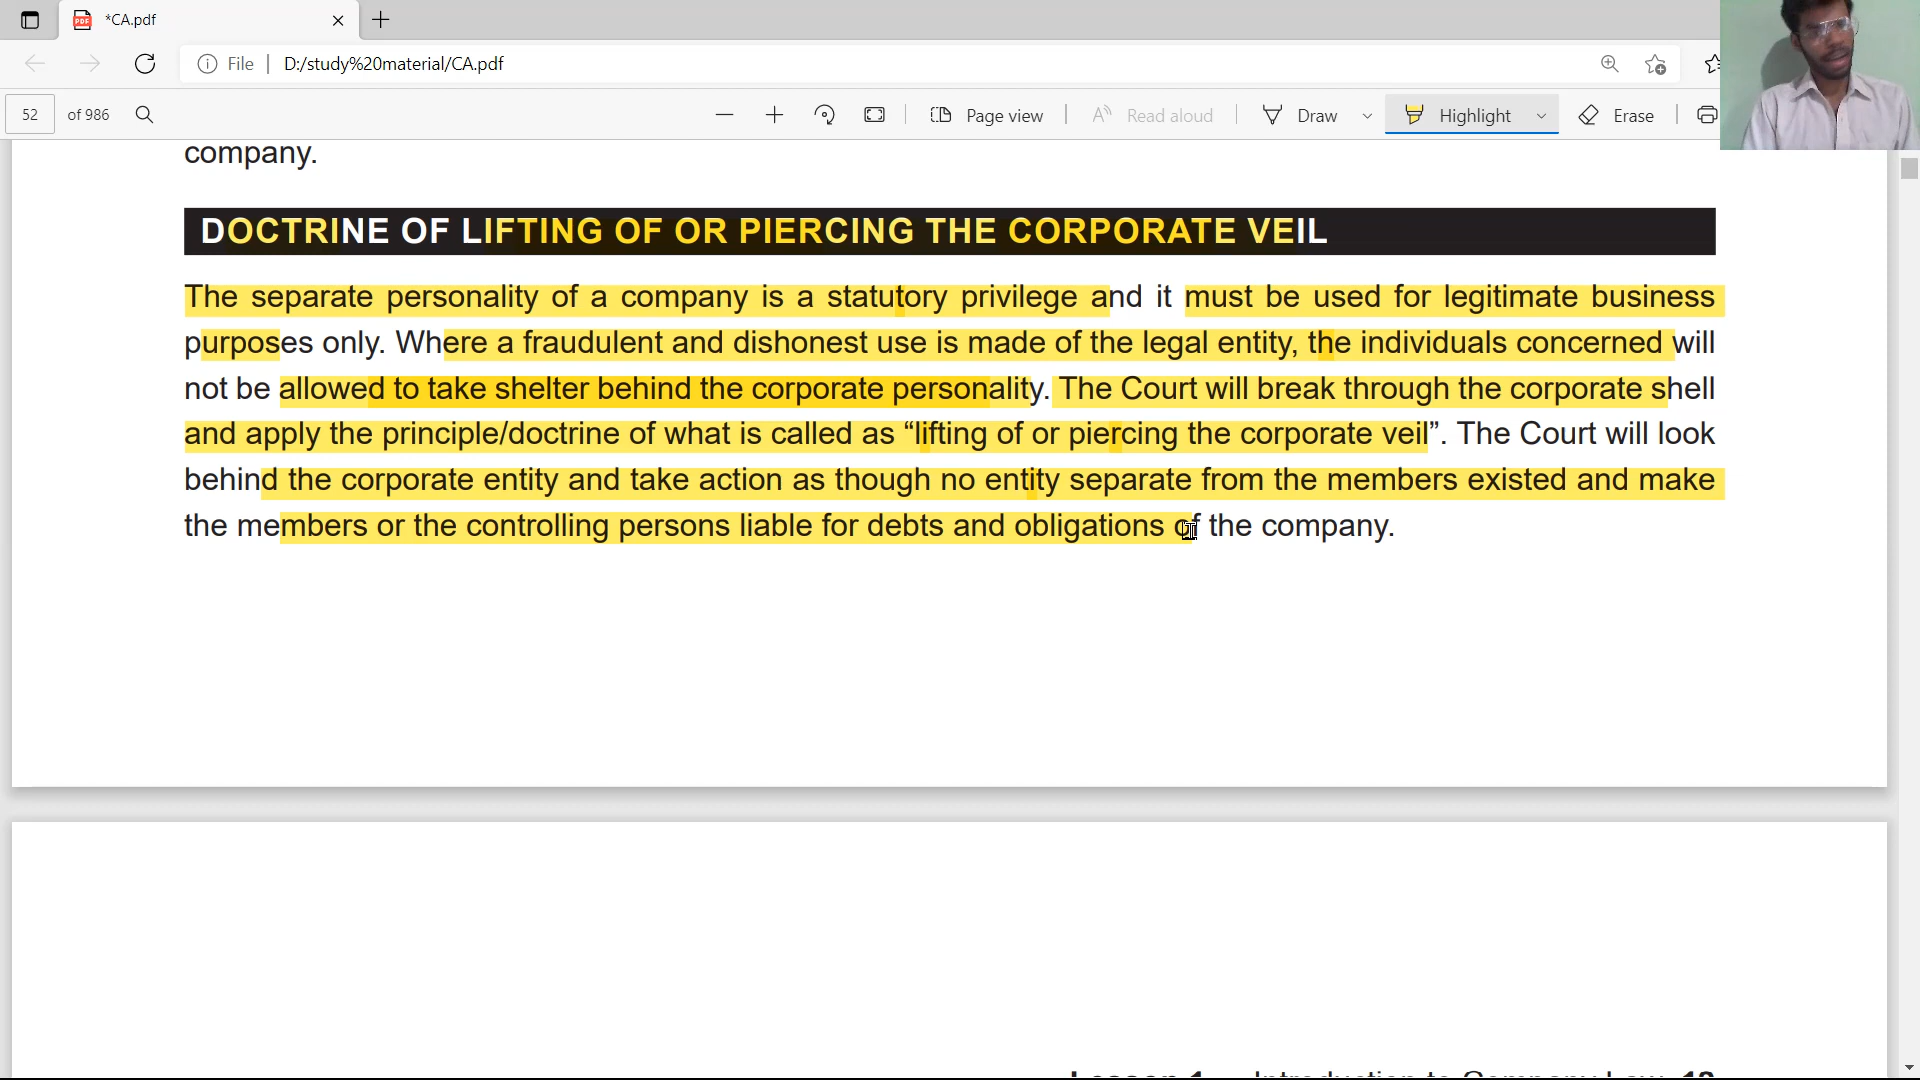 *CA.pdf
File D:/study%20material/CA.pdf
52 of 986 Page view Read aloud Draw Highlight Erase
company.
DOCTRINE OF LIFTING OF OR PIERCING THE CORPORATE VEIL
The separate personality of a company is a statutory privilege and it must be used for legitimate business
purposes only. Where a fraudulent and dishonest use is made of the legal entity, the individuals concerned will
not be allowed to take shelter behind the corporate personality. The Court will break through the corporate shell
and apply the principle/doctrine of what is called as “lifting of or piercing the corporate veil”. The Court will look
behind the corporate entity and take action as though no entity separate from the members existed and make
the members or the controlling persons liable for debts and obligations of the company.
Lesson 1 Introduction to Company Law